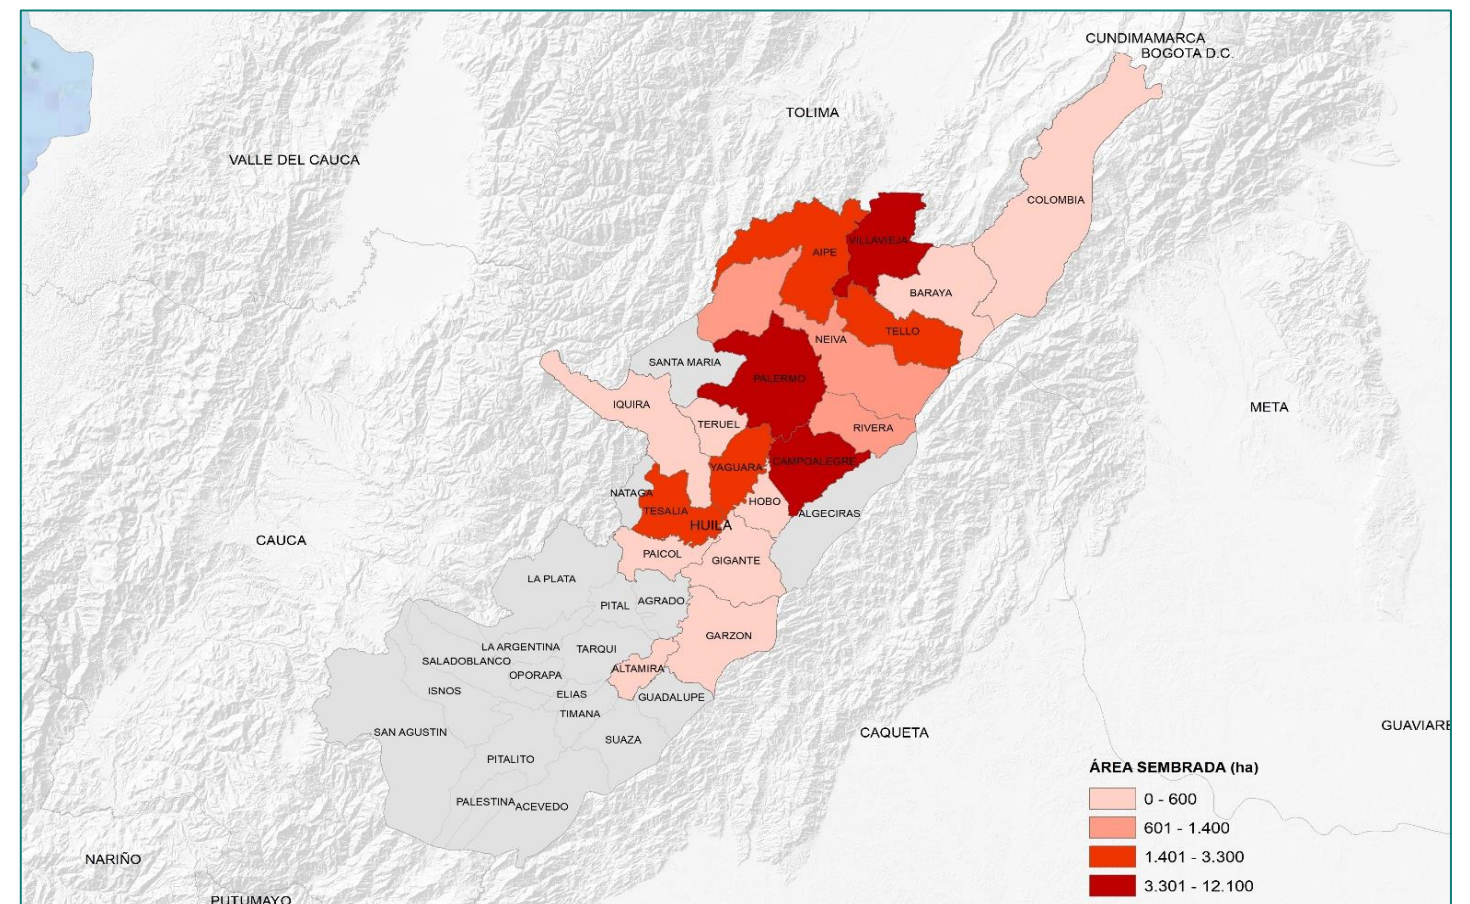 CUNDIMAMARCA
BOGOTA D.C.
TOLIMA
VALLE DEL CAUCA
COLOMBIA
VILLAVIEJA
AIPE
BARAYA
TELLO
NEIVA
SANTA MARIA
PALERMO
IQUIRA
META
TERUEL
RIVERA
CAMPOALEGRE
YAGUARA
NATAGA
HOBO
TESALIA
ALGECIRAS
HUILA
CAUCA
PAICOL
GIGANTE
LA PLATA
PITAL
AGRADO
GARZON
LA ARGENTINA
TARQUI
SALADOBLANCO
ALTAMIRA
OPORAPA
ISNOS
ELIAS
GUADALUPE
TIMANA
GUAVIARE
SAN AGUSTIN
CAQUETA
SUAZA
PITALITO
ÁREA SEMBRADA (ha)
0 - 600
PALESTINA
ACEVEDO
601 - 1.400
NARIÑO
1.401 - 3.300
3.301 - 12.100
PUTUMAYO